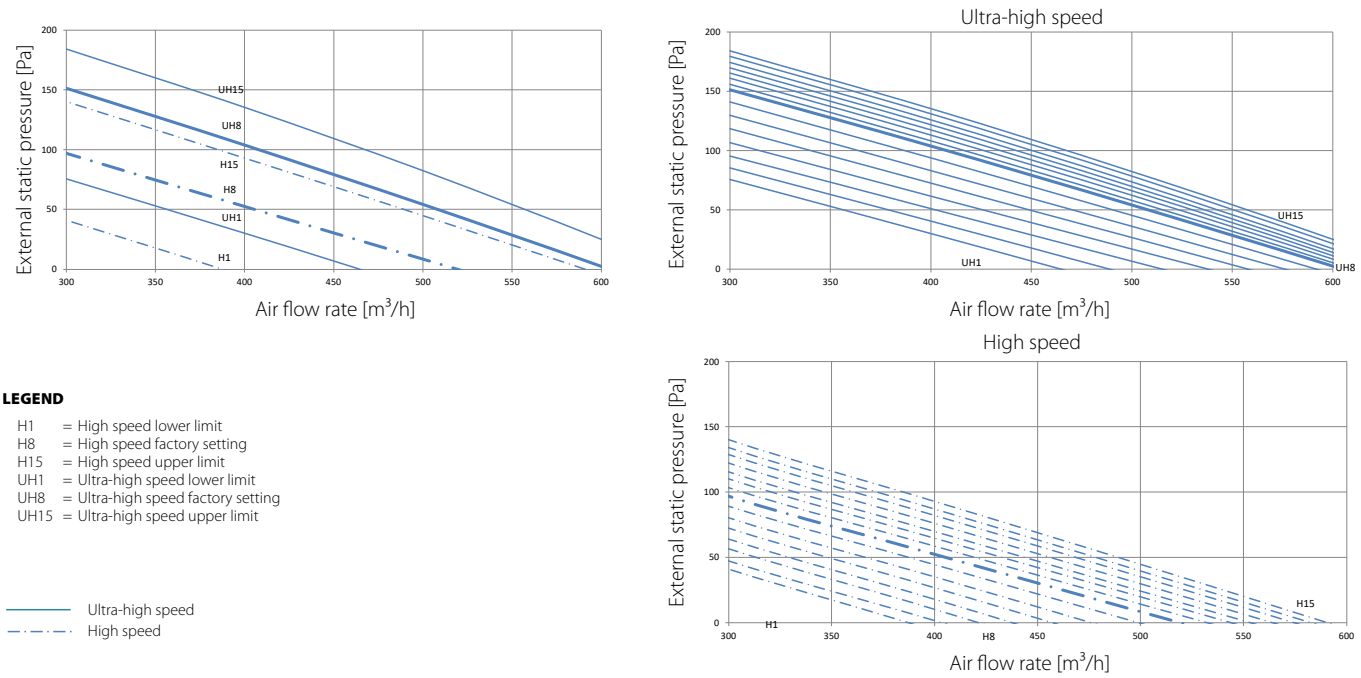 200
150
100
50
0
300
350
400
450
500
550
600
External static pressure [Pa]
Air flow rate [m³/h]
UH15
UH8
H15
H8
UH1
H1
Ultra-high speed
200
150
100
50
0
300
350
400
450
500
550
600
External static pressure [Pa]
Air flow rate [m³/h]
UH15
UH1
UH8
High speed
200
150
100
50
0
300
350
400
450
500
550
600
External static pressure [Pa]
Air flow rate [m³/h]
H15
H1
H8
LEGEND
H1 = High speed lower limit
H8 = High speed factory setting
H15 = High speed upper limit
UH1 = Ultra-high speed lower limit
UH8 = Ultra-high speed factory setting
UH15 = Ultra-high speed upper limit
Ultra-high speed
High speed